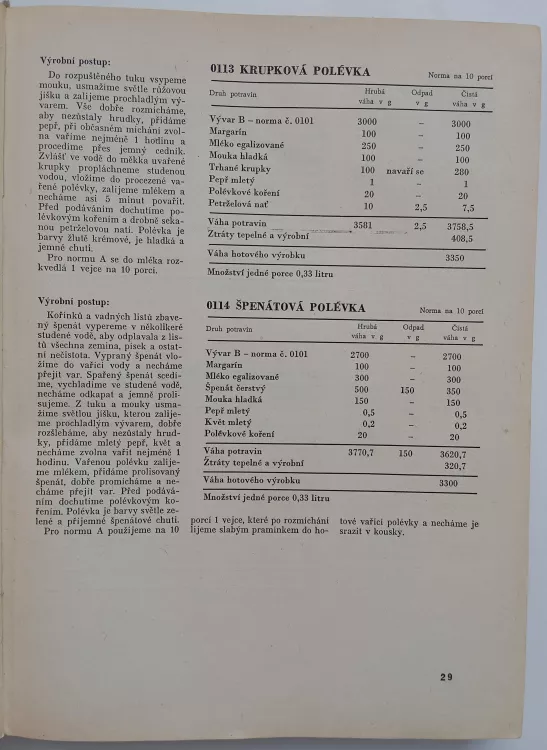 Výrobní postup:
Do rozpuštěného tuku vsypeme
mouku, usmažíme světle růžovou
jíšku a zalijeme prochladlým vý-
varem. Vše dobře rozmícháme,
aby nezůstaly hrudky, přidáme
pepř, při občasném míchání zvol-
na vaříme nejméně 1 hodinu a
procedíme přes jemný cedník.
Zvlášť ve vodě do měkka uvařené
krupky propláchneme studenou
vodou, vložíme do procezené va-
řené polévky, zalijeme mlékem a
necháme asi 5 minut povařit.
Před podáváním dochutíme po-
lévkovým kořením a drobně seka-
nou petrželovou natí. Polévka je
barvy žluté krémové, je hladká a
jemné chuti.
Pro normu A se do mléka roz-
kvedlá 1 vejce na 10 porcí.
0113 KRUPKOVÁ POLÉVKA Norma na 10 porcí
Druh potravin Hrubá váha v g Odpad v g Čistá váha v g
Vývar B – norma č. 0101 3000 – 3000
Margarín 100 – 100
Mléko egalizované 250 – 250
Mouka hladká 100 – 100
Trhané krupky 100 navaří se 280
Pepř mletý 1 – 1
Polévkové koření 20 – 20
Petrželová nať 10 2,5 7,5
Váha potravin 3581 2,5 3758,5
Ztráty tepelné a výrobní 408,5
Váha hotového výrobku 3350
Množství jedné porce 0,33 litru
Výrobní postup:
Kořínků a vadných listů zbave-
ný špenát vypereme v několikeré
studené vodě, aby odplavala z lis-
tů všechna zemina, písek a ostat-
ní nečistota. Vypraný špenát vlo-
žíme do vařící vody a necháme
přejít var. Spařený špenát scedí-
me, vychladíme ve studené vodě,
necháme odkapat a jemně proli-
sujeme. Z tuku a mouky usma-
žíme světlou jíšku, kterou zalije-
me prochladlým vývarem, dobře
rozšleháme, aby nezůstaly hrud-
ky, přidáme mletý pepř, květ a
necháme zvolna vařit nejméně 1
hodinu. Vařenou polévku zalije-
me mlékem, přidáme prolisovaný
špenát, dobře promícháme a ne-
cháme přejít var. Před podává-
ním dochutíme polévkovým ko-
řením. Polévka je barvy světle ze-
lené a příjemné špenátové chuti.
Pro normu A použijeme na 10
0114 ŠPENÁTOVÁ POLÉVKA Norma na 10 porcí
Druh potravin Hrubá váha v g Odpad v g Čistá váha v g
Vývar B – norma č. 0101 2700 – 2700
Margarín 100 – 100
Mléko egalizované 300 – 300
Špenát čerstvý 500 150 350
Mouka hladká 150 – 150
Pepř mletý 0,5 – 0,5
Květ mletý 0,2 – 0,2
Polévkové koření 20 – 20
Váha potravin 3770,7 150 3620,7
Ztráty tepelné a výrobní 320,7
Váha hotového výrobku 3300
Množství jedné porce 0,33 litru
porcí 1 vejce, které po rozmíchání
lijeme slabým pramínkem do ho-
tové vařící polévky a necháme je
srazit v kousky.
29